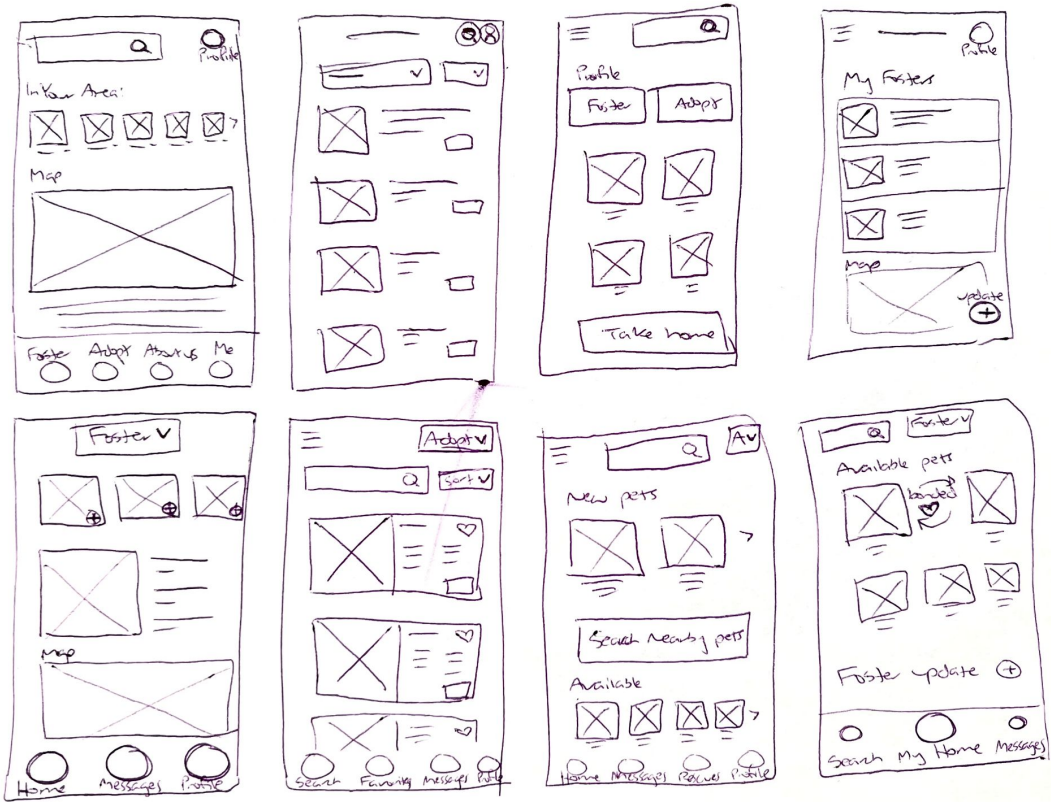 Profile
In Your Area:
Map
Foster Adopt About us Me
Profile
Foster Adopt
Take home
Profile
My Fosters
Map
update
Foster
Map
Home Messages Profile
Adopt
Sort
Search Favorites Messages Profile
A
New pets
Search Nearby pets
Available
Home Messages Rescues Profile
Foster
Available pets
bonded
Foster update
Search My Home Messages